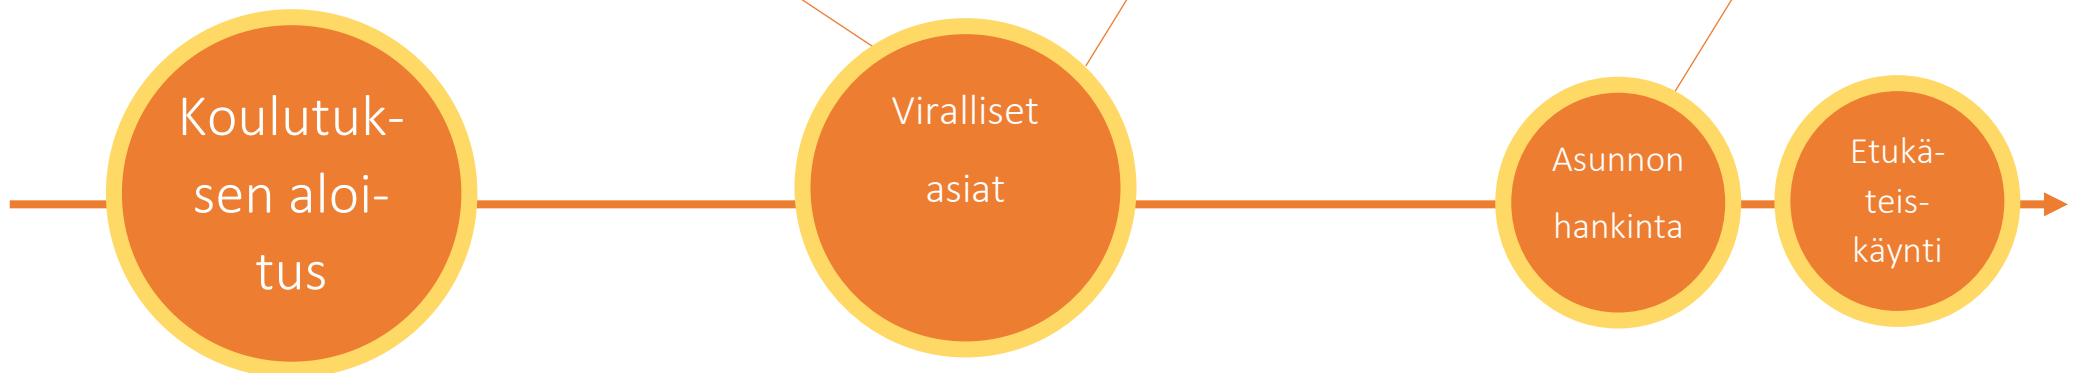 Koulutuk-
sen aloi-
tus
Viralliset
asiat
Asunnon
hankinta
Etukä-
teis-
käynti